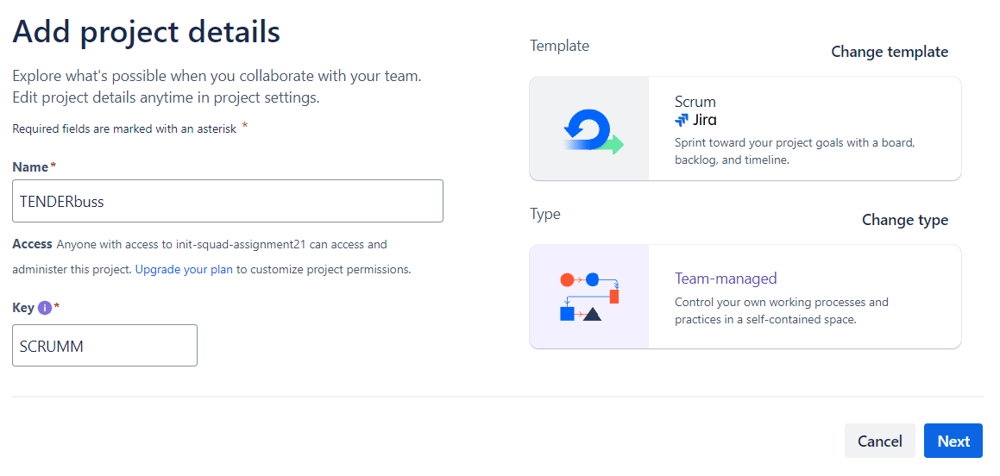 Add project details
Explore what's possible when you collaborate with your team.
Edit project details anytime in project settings.
Required fields are marked with an asterisk *
Name*
TENDERbuss
Access Anyone with access to init-squad-assignment21 can access and
administer this project. Upgrade your plan to customize project permissions.
Key i *
SCRUMM
Template
Change template
Scrum
Jira
Sprint toward your project goals with a board,
backlog, and timeline.
Type
Change type
Team-managed
Control your own working processes and
practices in a self-contained space.
Cancel
Next